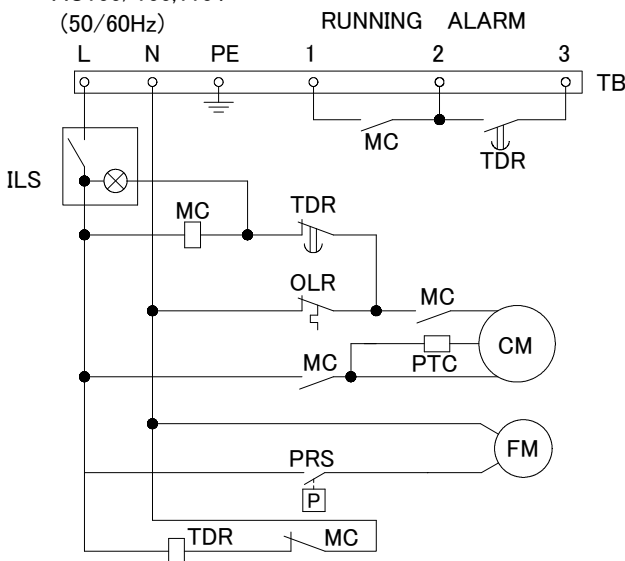 (50/60Hz) RUNNING ALARM
L N PE 1 2 3
TB
MC
TDR
ILS
MC TDR
OLR
MC
CM
MC PTC
FM
PRS
P
TDR MC